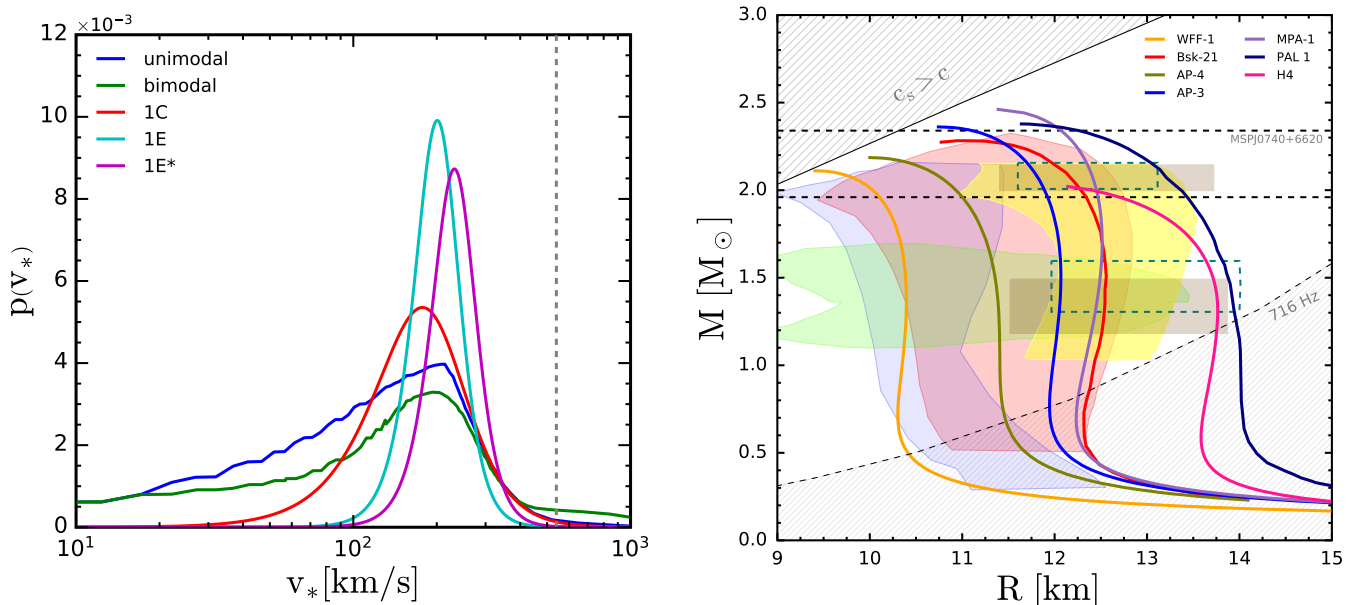 ×10⁻³
12
10
8
6
4
2
0
p(v*)
unimodal
bimodal
1C
1E
1E*
10¹
10²
10³
v*[km/s]
3.0
2.5
2.0
1.5
1.0
0.5
0.0
M [M⊙]
cₛ > c
WFF-1
Bsk-21
AP-4
AP-3
MPA-1
PAL 1
H4
MSPJ0740+6620
716 Hz
9
10
11
12
13
14
15
R [km]